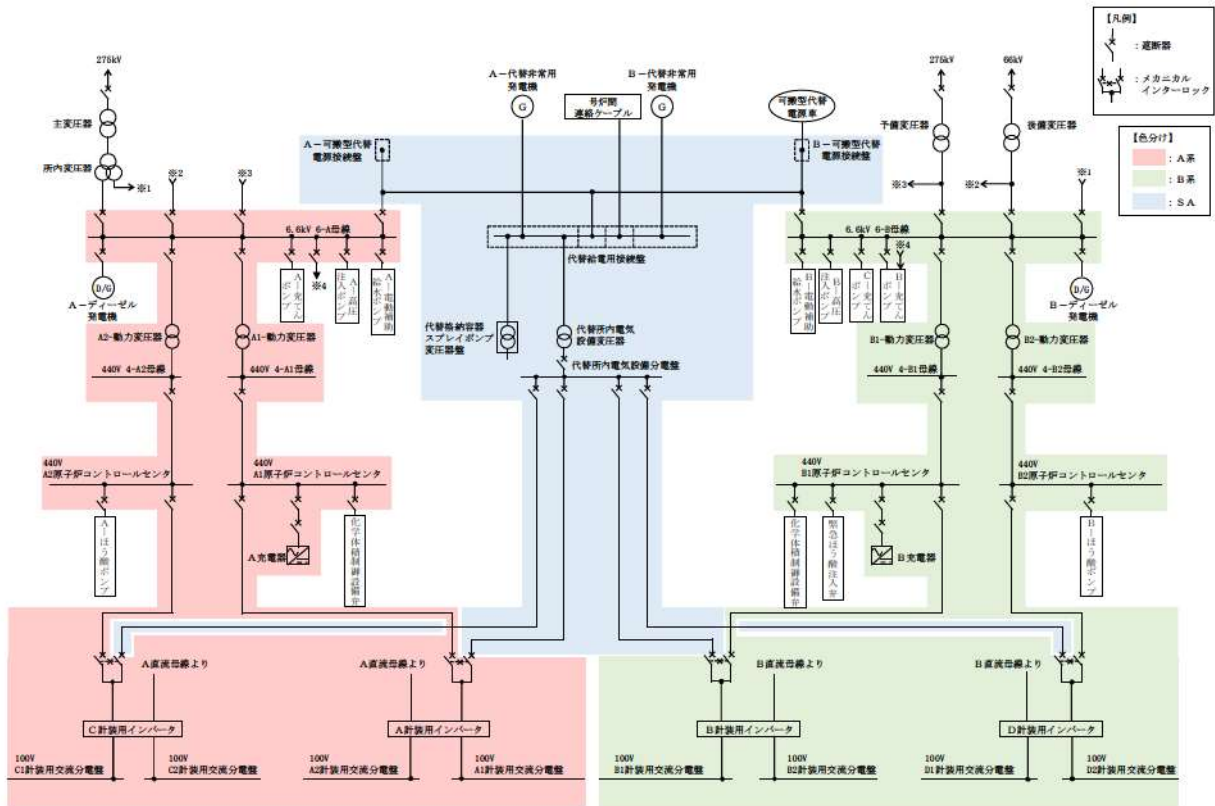 【凡例】
：遮断器
：メカニカル
インターロック
【色分け】
：A系
：B系
：SA
275kV
主変圧器
所内変圧器
※1
※2
※3
A－代替非常用
発電機
G
号炉間
連絡ケーブル
B－代替非常用
発電機
G
可搬型代替
電源車
A－可搬型代替
電源接続盤
B－可搬型代替
電源接続盤
275kV
予備変圧器
66kV
後備変圧器
※3
※2
※1
6.6kV 6-A母線
D/G
A－ディーゼル
発電機
A－充てん
ポンプ
※4
A－高圧
注入ポンプ
A－電動補助
給水ポンプ
代替給電用接続盤
代替格納容器
スプレイポンプ
変圧器盤
代替所内電気
設備変圧器
代替所内電気設備分電盤
6.6kV 6-B母線
※4
B－電動補助
給水ポンプ
B－高圧
注入ポンプ
C－充てん
ポンプ
B－充てん
ポンプ
D/G
B－ディーゼル
発電機
A2-動力変圧器
A1-動力変圧器
440V 4-A2母線
440V 4-A1母線
B1-動力変圧器
B2-動力変圧器
440V 4-B1母線
440V 4-B2母線
440V
A2原子炉コントロールセンタ
440V
A1原子炉コントロールセンタ
A－ほう酸ポンプ
A充電器
化学体積制御設備弁
440V
B1原子炉コントロールセンタ
440V
B2原子炉コントロールセンタ
化学体積制御設備弁
緊急ほう酸注入弁
B充電器
B－ほう酸ポンプ
A直流母線より
A直流母線より
B直流母線より
B直流母線より
C計装用インバータ
A計装用インバータ
B計装用インバータ
D計装用インバータ
100V
C1計装用交流分電盤
100V
C2計装用交流分電盤
100V
A2計装用交流分電盤
100V
A1計装用交流分電盤
100V
B1計装用交流分電盤
100V
B2計装用交流分電盤
100V
D1計装用交流分電盤
100V
D2計装用交流分電盤